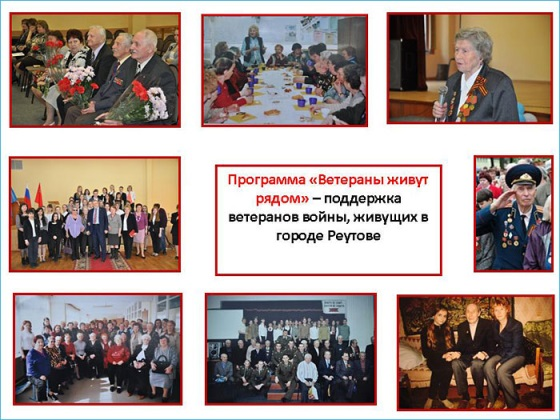 Программа «Ветераны живут
рядом» – поддержка
ветеранов войны, живущих в
городе Реутове